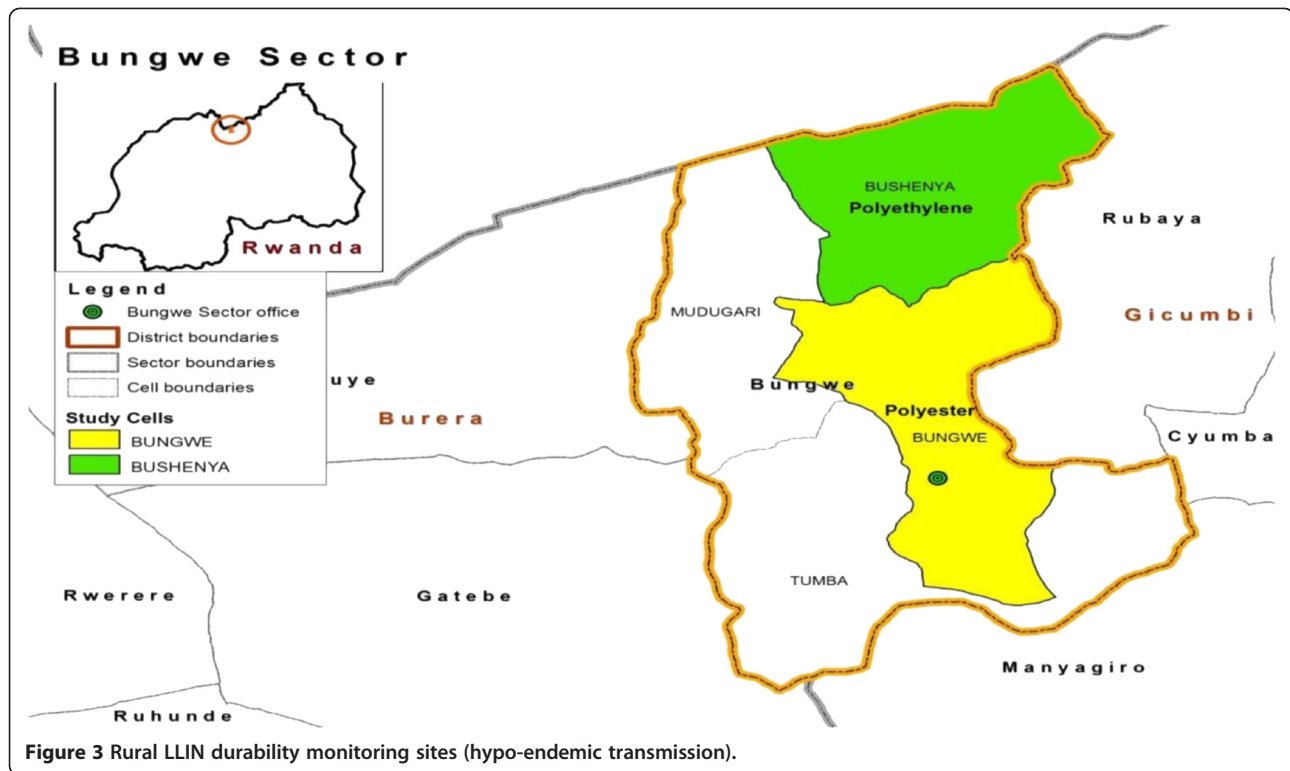 Bungwe Sector
Rwanda
Legend
Bungwe Sector office
District boundaries
Sector boundaries
Cell boundaries
Study Cells
BUNGWE
BUSHENYA
BUSHENYA
Polyethylene
Rubaya
MUDUGARI
Gicumbi
uye
Bungwe
Burera
Polyester
BUNGWE
Cyumba
TUMBA
Rwerere
Gatebe
Manyagiro
Ruhunde
Figure 3 Rural LLIN durability monitoring sites (hypo-endemic transmission).